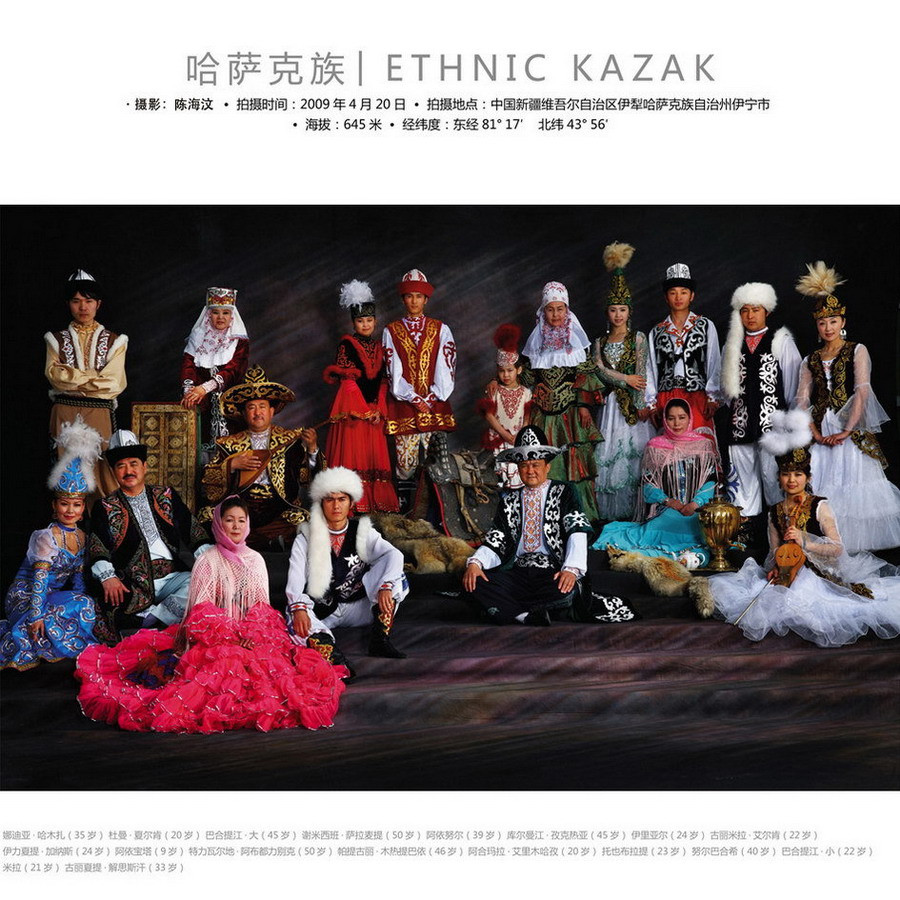 哈萨克族| ETHNIC KAZAK
· 摄影：陈海汶 • 拍摄时间：2009 年 4 月 20 日 • 拍摄地点：中国新疆维吾尔自治区伊犁哈萨克族自治州伊宁市
• 海拔：645 米 • 经纬度：东经 81° 17′ 北纬 43° 56′
娜迪亚 · 哈木扎（35 岁） 杜曼 · 夏尔肯（20 岁） 巴合提江 · 大（45 岁） 谢米西班 · 萨拉麦提（50 岁） 阿依努尔（39 岁） 库尔曼江 · 孜克热亚（45 岁） 伊里亚尔（24 岁） 古丽米拉 · 艾尔肯（22 岁）
伊力夏提 · 加纳斯（24 岁） 阿依宝塔（9 岁） 特力瓦尔地 · 阿布都力别克（50 岁） 帕提古丽 · 木热提巴依（46 岁） 阿合玛拉 · 艾里木哈孜（20 岁） 托也布拉提（23 岁） 努尔巴合希（40 岁） 巴合提江 · 小（22 岁）
米拉（21 岁） 古丽夏提 · 解思斯汗（33 岁）